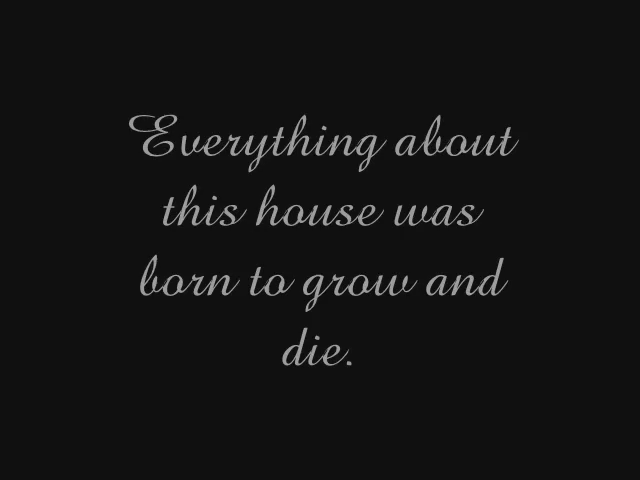 Everything about
this house was
born to grow and
die.